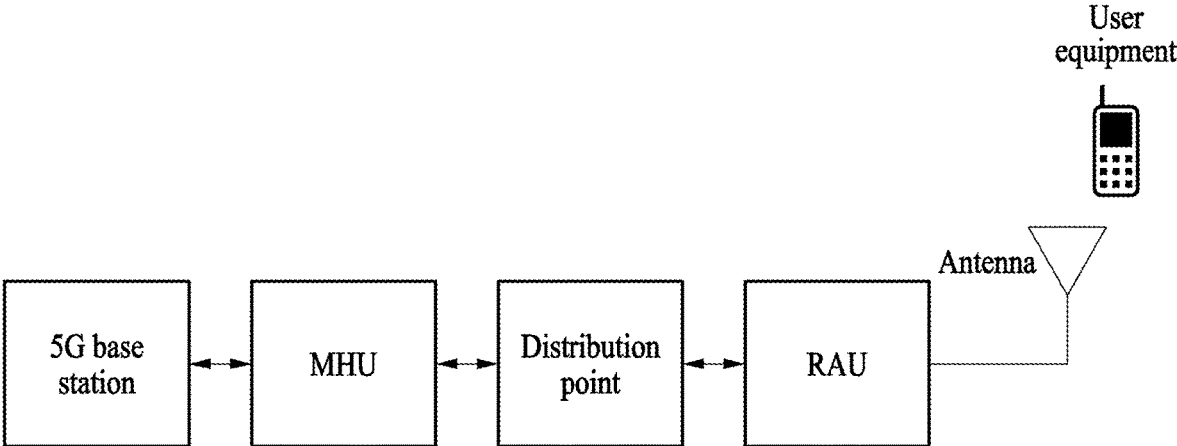 User
equipment
Antenna
5G base
station
MHU
Distribution
point
RAU